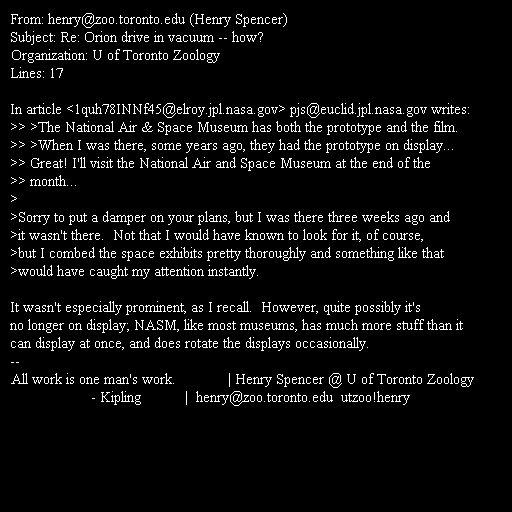 From: henry@zoo.toronto.edu (Henry Spencer)
Subject: Re: Orion drive in vacuum -- how?
Organization: U of Toronto Zoology
Lines: 17

In article <1quh78INNf45@elroy.jpl.nasa.gov> pjs@euclid.jpl.nasa.gov writes:
>> >The National Air & Space Museum has both the prototype and the film.
>> >When I was there, some years ago, they had the prototype on display...
>> Great! I'll visit the National Air and Space Museum at the end of the
>> month...
>
>Sorry to put a damper on your plans, but I was there three weeks ago and
>it wasn't there.  Not that I would have known to look for it, of course,
>but I combed the space exhibits pretty thoroughly and something like that
>would have caught my attention instantly.

It wasn't especially prominent, as I recall.  However, quite possibly it's
no longer on display; NASM, like most museums, has much more stuff than it
can display at once, and does rotate the displays occasionally.
--
All work is one man's work.             | Henry Spencer @ U of Toronto Zoology
                    - Kipling           |  henry@zoo.toronto.edu  utzoo!henry